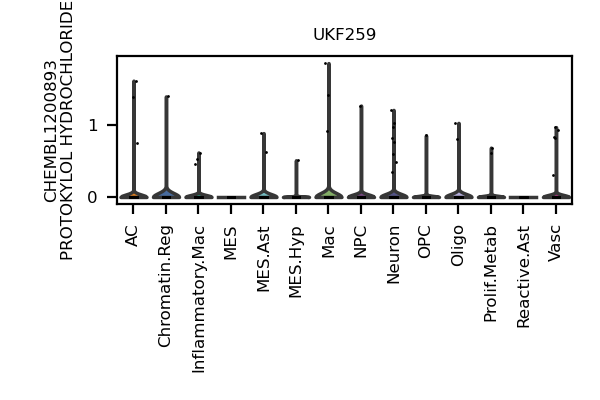 UKF259
CHEMBL1200893
PROTOKYLOL HYDROCHLORIDE
1
0
AC
Chromatin.Reg
Inflammatory.Mac
MES
MES.Ast
MES.Hyp
Mac
NPC
Neuron
OPC
Oligo
Prolif.Metab
Reactive.Ast
Vasc